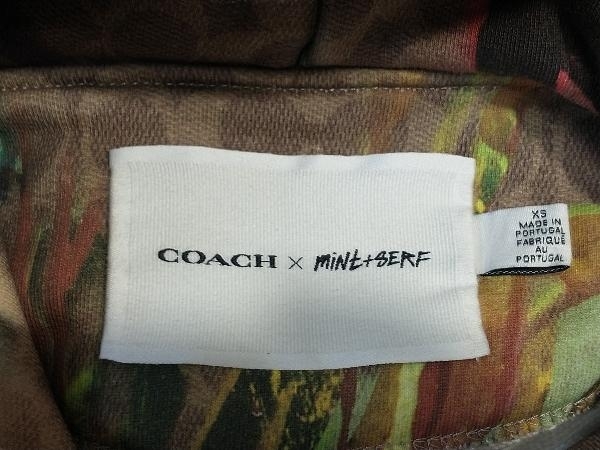 COACH × MiNt+SERF
XS
MADE IN
PORTUGAL
FABRIQUÉ
AU
PORTUGAL